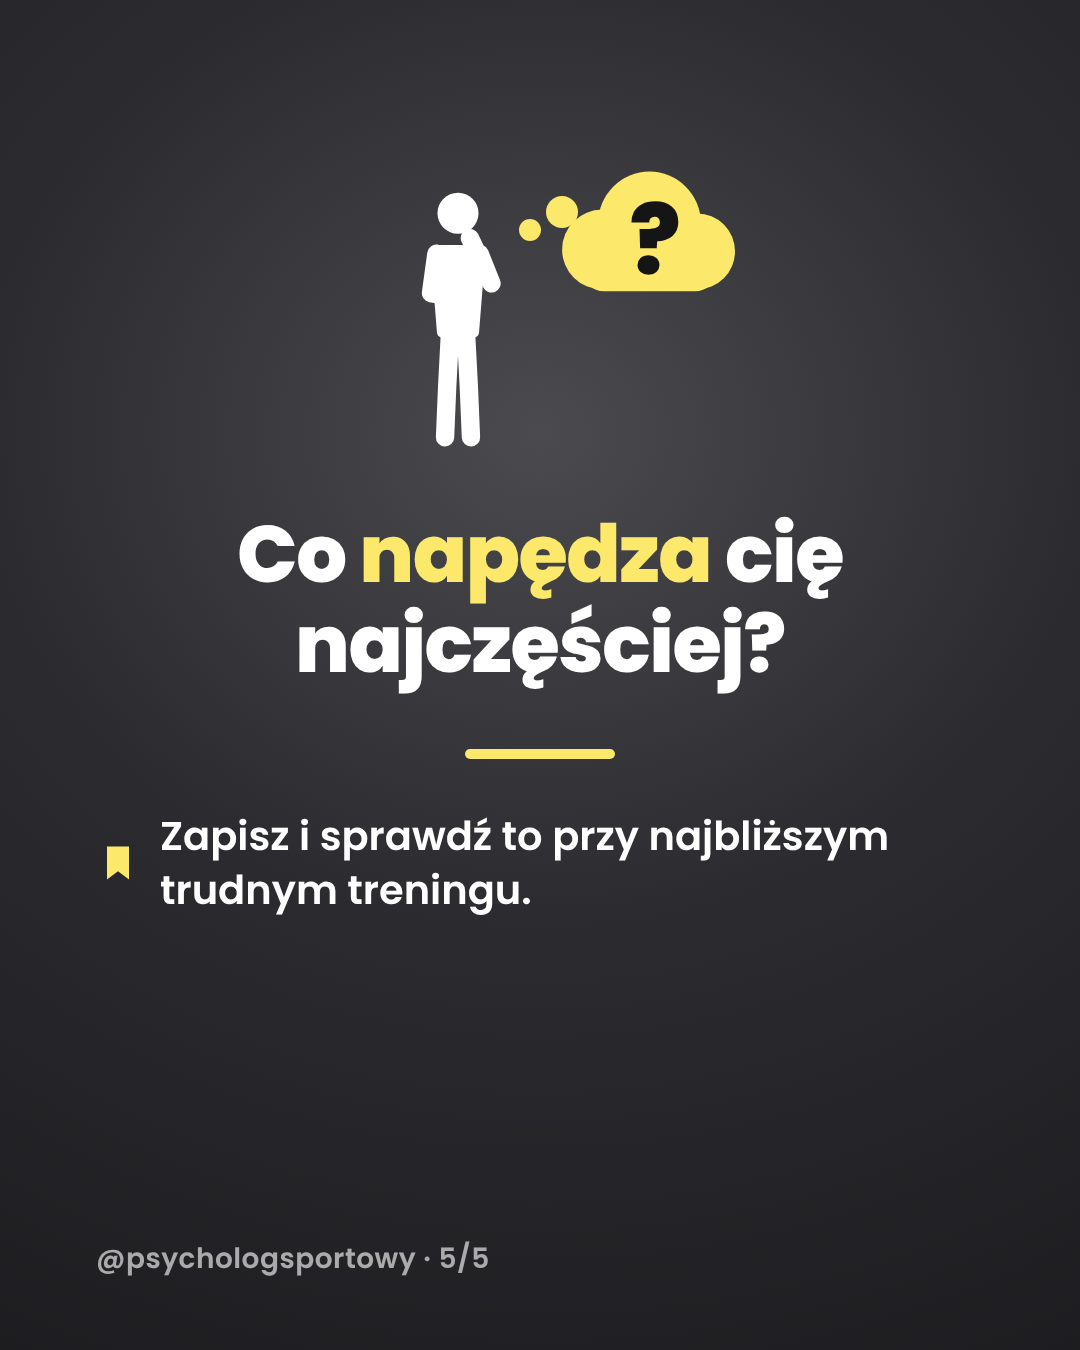 ?
Co napędza cię
najczęściej?
Zapisz i sprawdź to przy najbliższym
trudnym treningu.
@psychologsportowy · 5/5